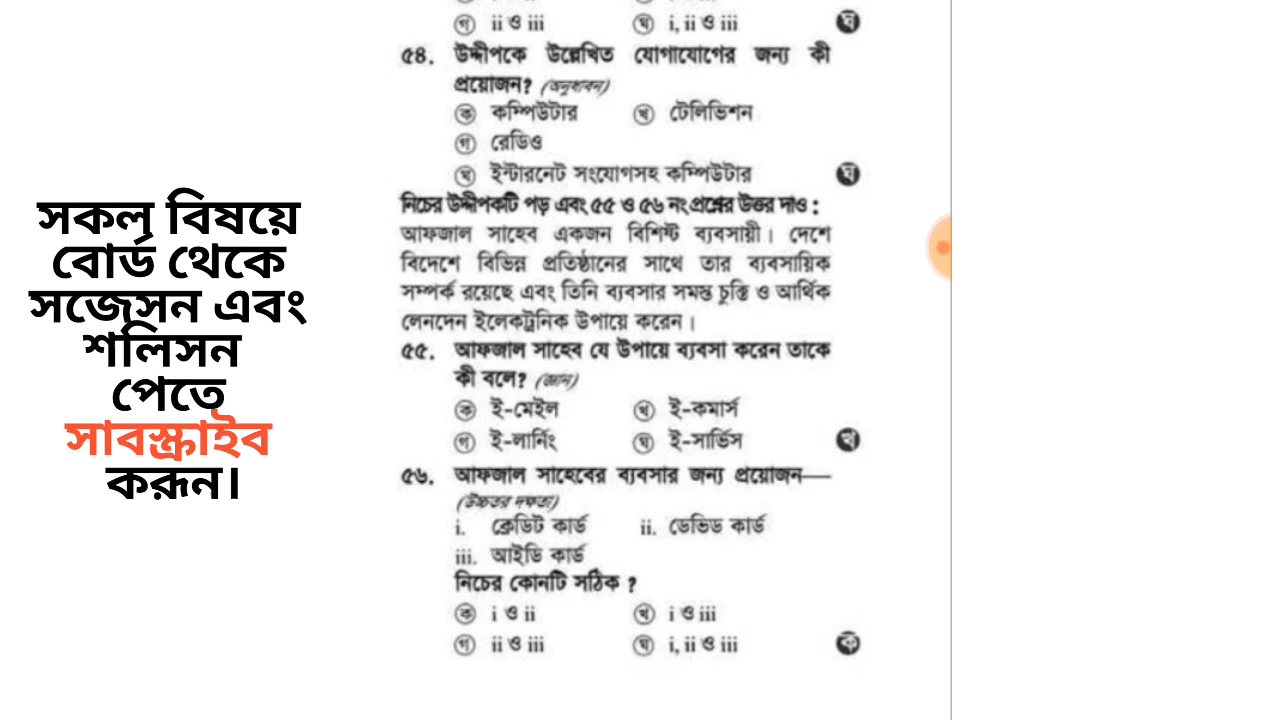 সকল বিষয়ে
বোর্ড থেকে
সজেসন এবং
শলিসন
পেতে
সাবস্ক্রাইব
করূন।
গ ii ও iii ঘ i, ii ও iii ঘ
৫৪. উদ্দীপকে উল্লেখিত যোগাযোগের জন্য কী
প্রয়োজন? (অনুধাবন)
ক কম্পিউটার খ টেলিভিশন
গ রেডিও
ঘ ইন্টারনেট সংযোগসহ কম্পিউটার ঘ
নিচের উদ্দীপকটি পড় এবং ৫৫ ও ৫৬ নং প্রশ্নের উত্তর দাও :
আফজাল সাহেব একজন বিশিষ্ট ব্যবসায়ী। দেশে
বিদেশে বিভিন্ন প্রতিষ্ঠানের সাথে তার ব্যবসায়িক
সম্পর্ক রয়েছে এবং তিনি ব্যবসার সমস্ত চুক্তি ও আর্থিক
লেনদেন ইলেকট্রনিক উপায়ে করেন।
৫৫. আফজাল সাহেব যে উপায়ে ব্যবসা করেন তাকে
কী বলে? (জ্ঞান)
ক ই-মেইল খ ই-কমার্স
গ ই-লার্নিং ঘ ই-সার্ভিস খ
৫৬. আফজাল সাহেবের ব্যবসার জন্য প্রয়োজন—
(উচ্চতর দক্ষতা)
i. ক্রেডিট কার্ড ii. ডেভিড কার্ড
iii. আইডি কার্ড
নিচের কোনটি সঠিক ?
ক i ও ii খ i ও iii
গ ii ও iii ঘ i, ii ও iii ক